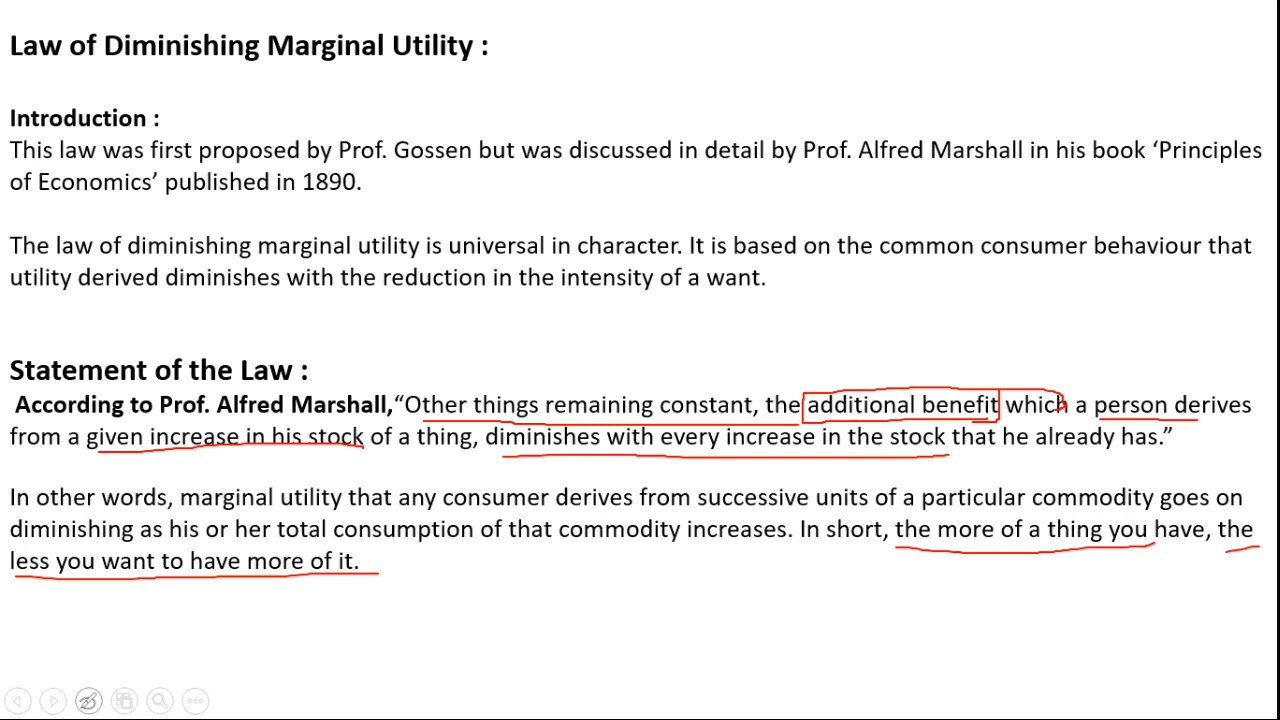 Law of Diminishing Marginal Utility :
Introduction :
This law was first proposed by Prof. Gossen but was discussed in detail by Prof. Alfred Marshall in his book ‘Principles
of Economics’ published in 1890.
The law of diminishing marginal utility is universal in character. It is based on the common consumer behaviour that
utility derived diminishes with the reduction in the intensity of a want.
Statement of the Law :
According to Prof. Alfred Marshall,“Other things remaining constant, the additional benefit which a person derives
from a given increase in his stock of a thing, diminishes with every increase in the stock that he already has.”
In other words, marginal utility that any consumer derives from successive units of a particular commodity goes on
diminishing as his or her total consumption of that commodity increases. In short, the more of a thing you have, the
less you want to have more of it.